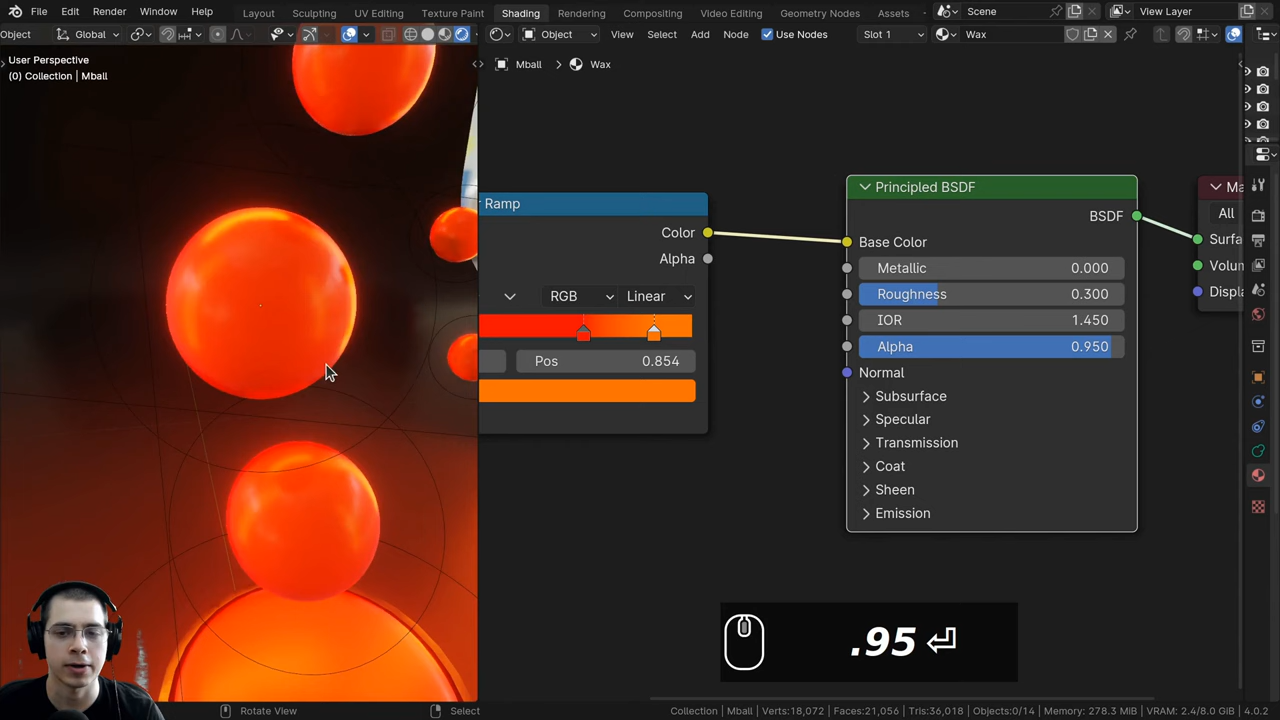 File Edit Render Window Help Layout Sculpting UV Editing Texture Paint Shading Rendering Compositing Video Editing Geometry Nodes Assets Scene View Layer
Object Global Object View Select Add Node Use Nodes Slot 1 Wax
User Perspective
(0) Collection | Mball
Mball > Wax
Ramp
Color
Alpha
RGB Linear
Pos 0.854
Principled BSDF
BSDF
Base Color
Metallic 0.000
Roughness 0.300
IOR 1.450
Alpha 0.950
Normal
Subsurface
Specular
Transmission
Coat
Sheen
Emission
Ma
All
Surfa
Volun
Displa
.95 ⏎
Rotate View Select Collection | Mball | Verts:18,072 | Faces:21,056 | Tris:36,018 | Objects:0/14 | Memory: 278.3 MiB | VRAM: 2.4/8.0 GiB | 4.0.2